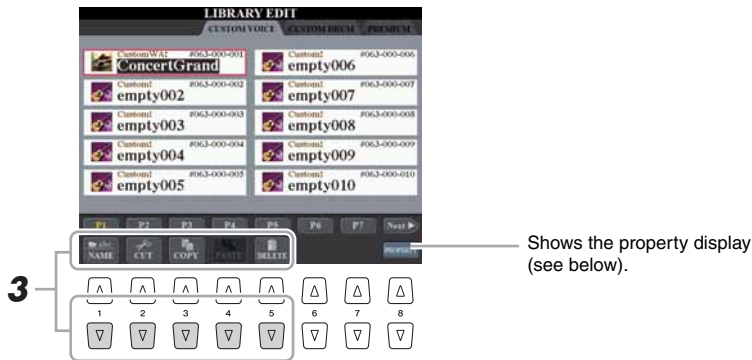 LIBRARY EDIT
CUSTOM VOICE CUSTOM DRUM PREMIUM
CustomWA! #063-000-001
ConcertGrand
Custom! #063-000-002
empty002
Custom! #063-000-003
empty003
Custom! #063-000-004
empty004
Custom! #063-000-005
empty005
Custom! #063-000-006
empty006
Custom! #063-000-007
empty007
Custom! #063-000-008
empty008
Custom! #063-000-009
empty009
Custom! #063-000-010
empty010
P1 P2 P3 P4 P5 P6 P7 Next
abc
NAME CUT COPY PASTE DELETE PROPERTY
Shows the property display
(see below).
3
1 2 3 4 5 6 7 8